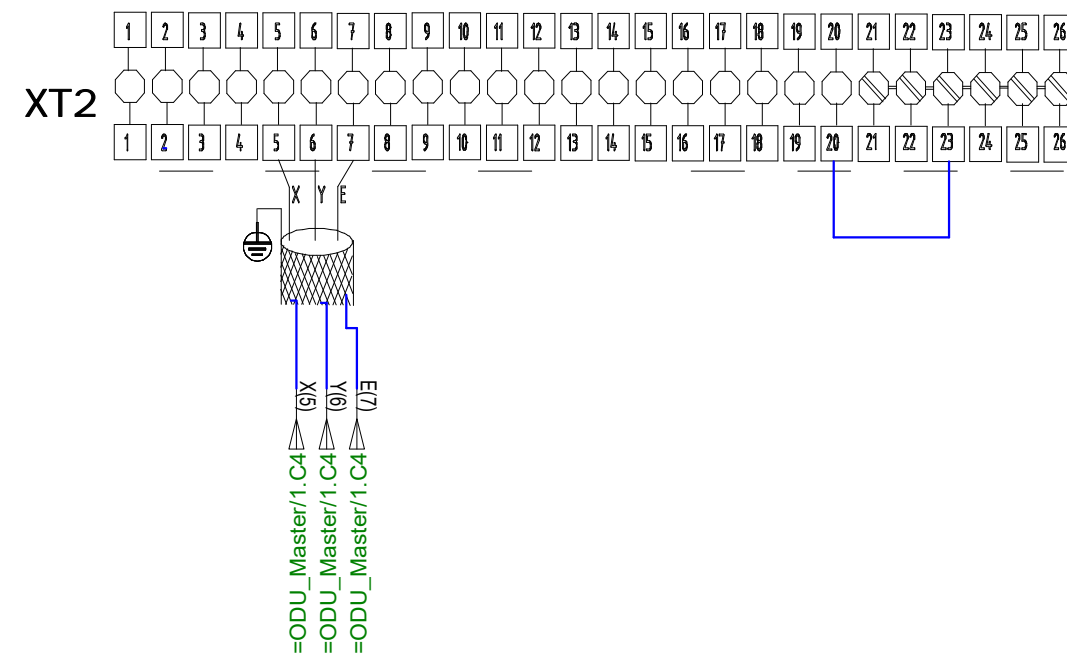 1 2 3 4 5 6 7 8 9 10 11 12 13 14 15 16 17 18 19 20 21 22 23 24 25 26
XT2
1 2 3 4 5 6 7 8 9 10 11 12 13 14 15 16 17 18 19 20 21 22 23 24 25 26
X Y E
X(5)
Y(6)
E(7)
=ODU_Master/1.C4
=ODU_Master/1.C4
=ODU_Master/1.C4